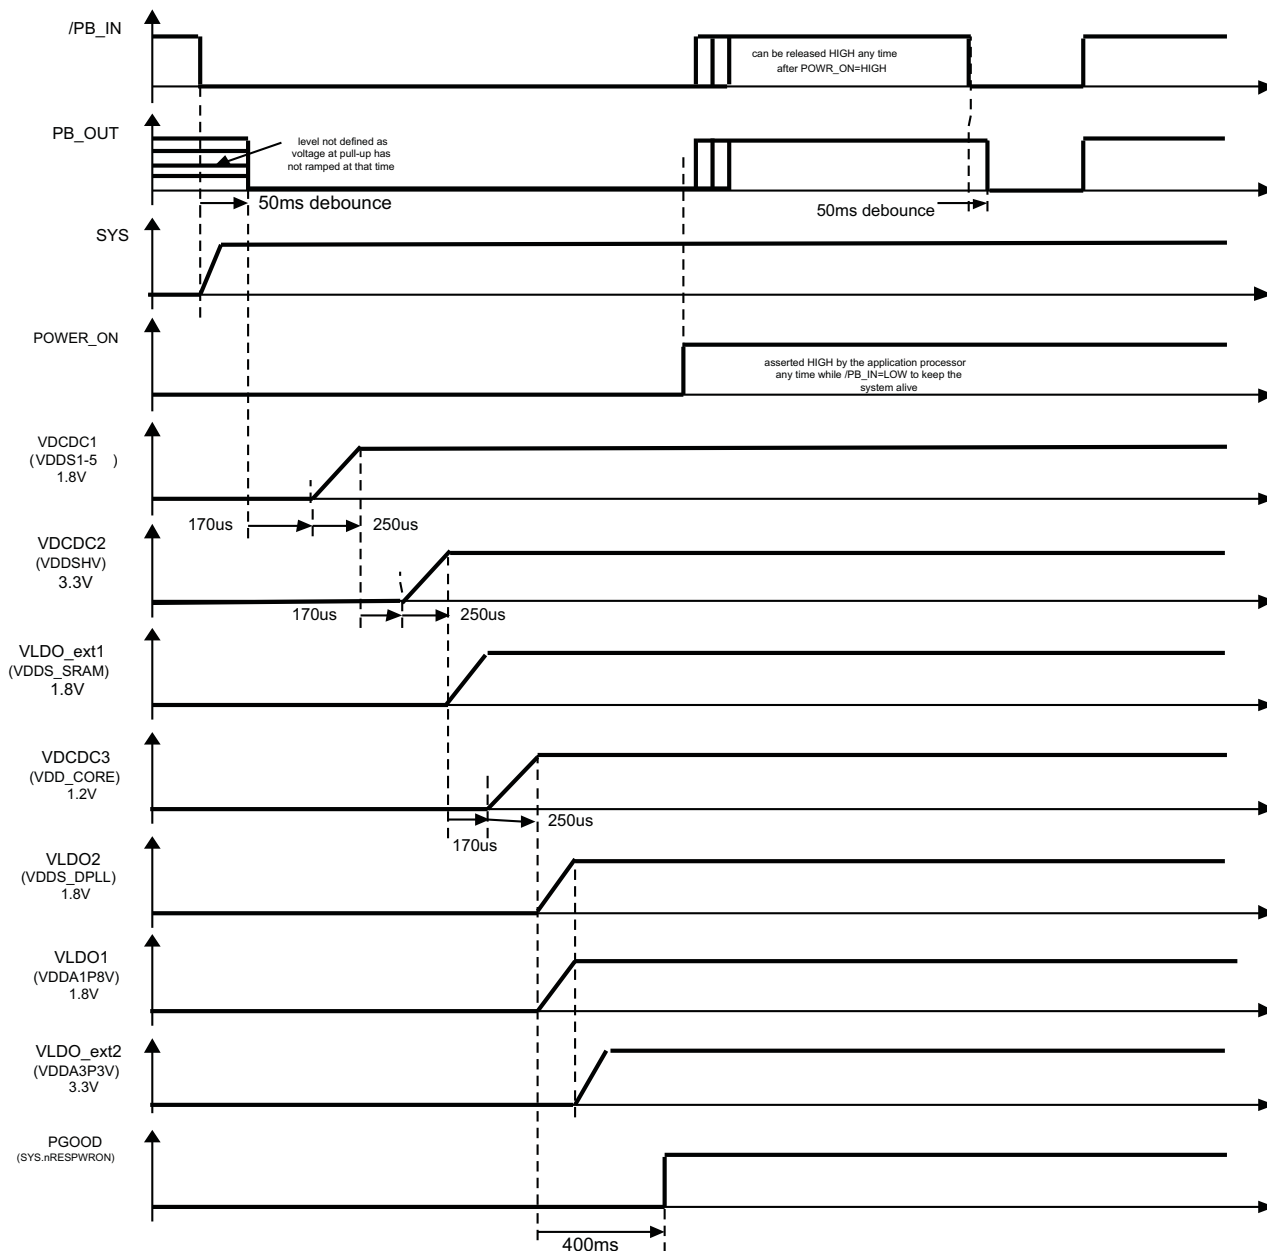 /PB_IN
can be released HIGH any time
after POWR_ON=HIGH
PB_OUT
level not defined as
voltage at pull-up has
not ramped at that time
50ms debounce
50ms debounce
SYS
POWER_ON
asserted HIGH by the application processor
any time while /PB_IN=LOW to keep the
system alive
VDCDC1
(VDDS1-5 )
1.8V
170us
250us
VDCDC2
(VDDSHV)
3.3V
170us
250us
VLDO_ext1
(VDDS_SRAM)
1.8V
VDCDC3
(VDD_CORE)
1.2V
250us
170us
VLDO2
(VDDS_DPLL)
1.8V
VLDO1
(VDDA1P8V)
1.8V
VLDO_ext2
(VDDA3P3V)
3.3V
PGOOD
(SYS.nRESPWRON)
400ms